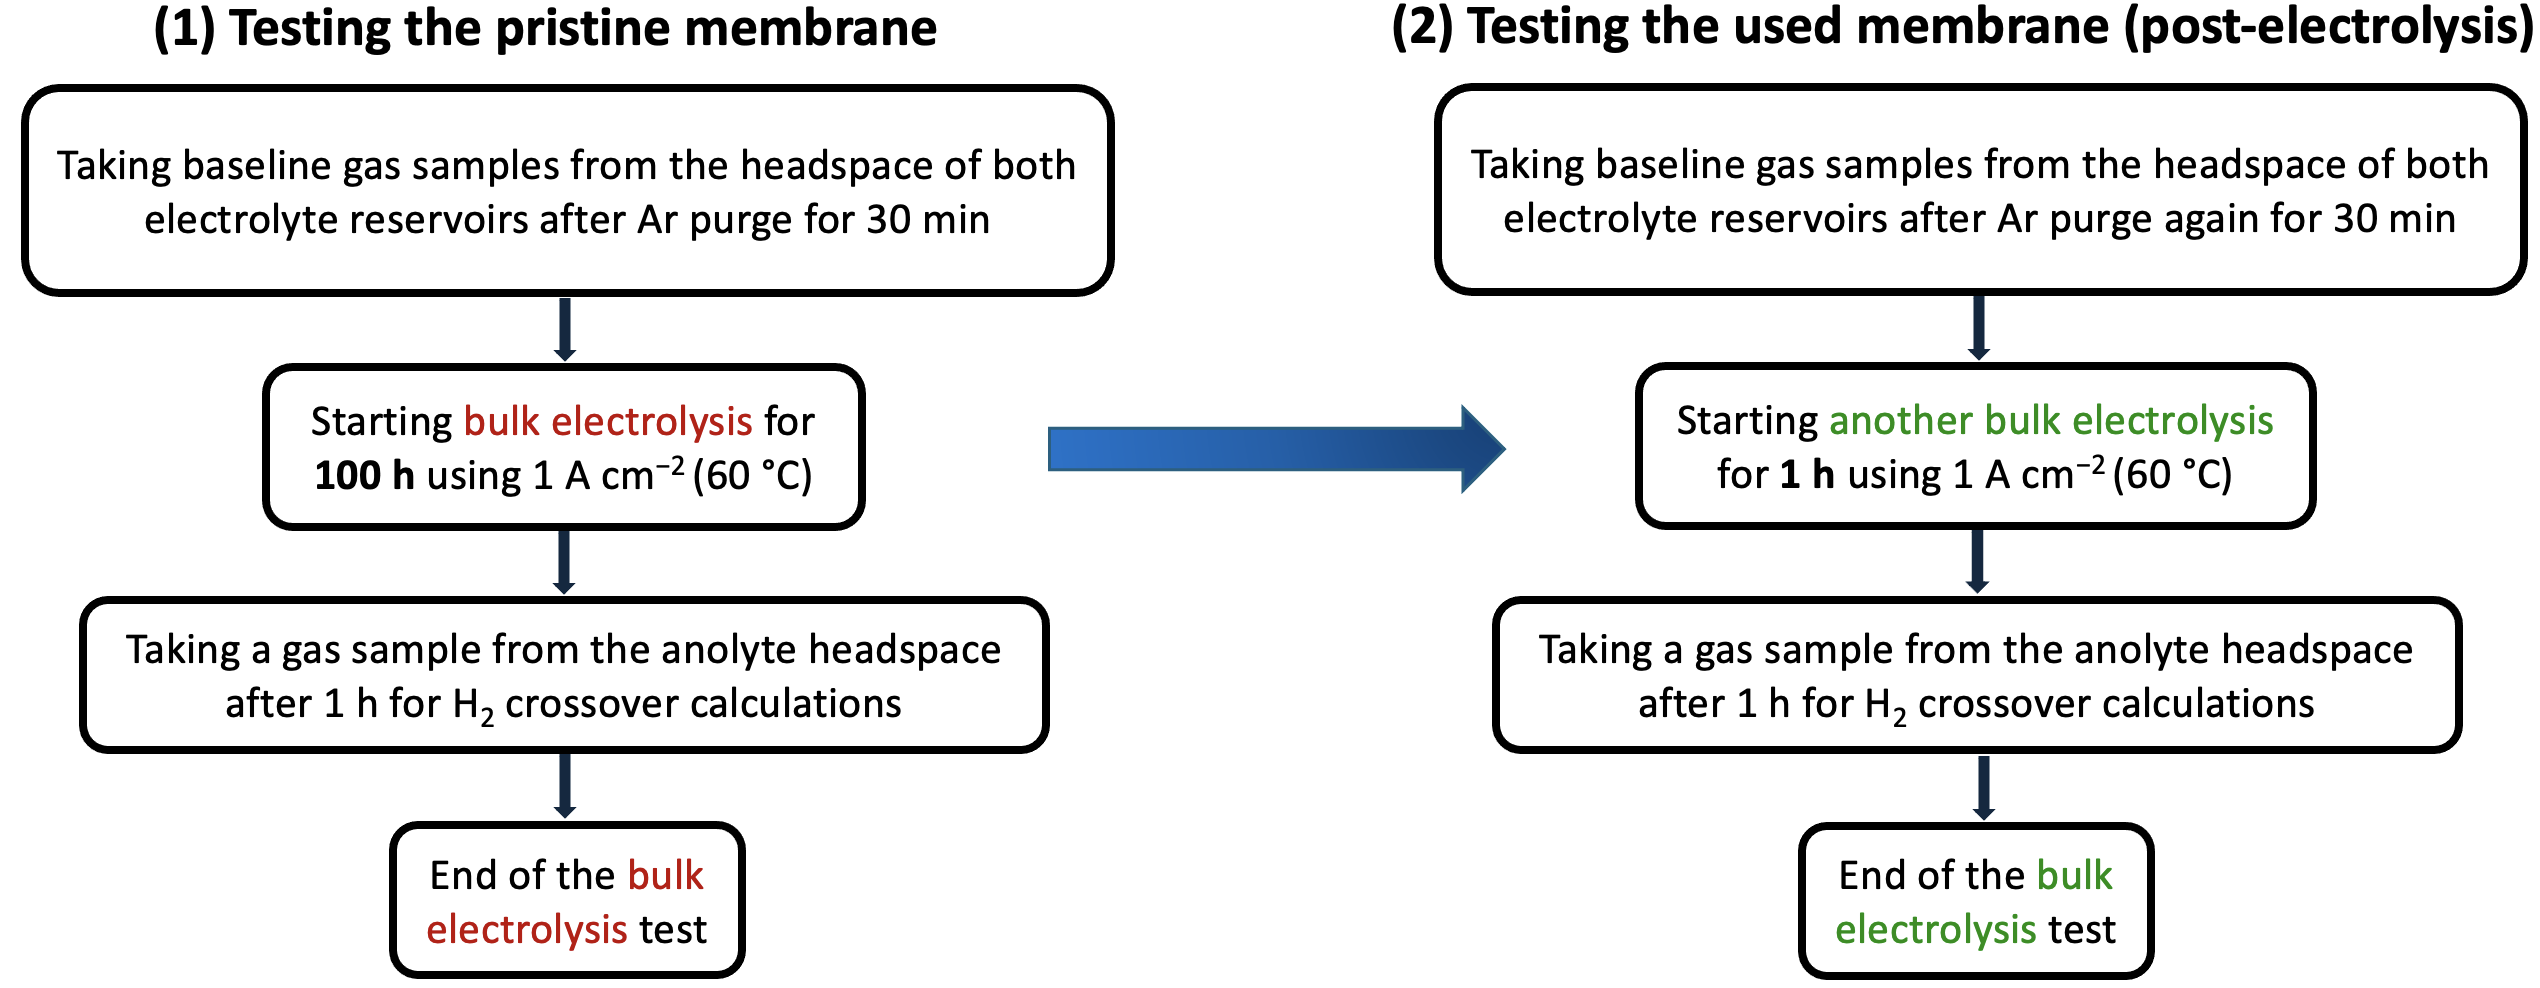 (1) Testing the pristine membrane
Taking baseline gas samples from the headspace of both
electrolyte reservoirs after Ar purge for 30 min
Starting bulk electrolysis for
100 h using 1 A cm⁻² (60 °C)
Taking a gas sample from the anolyte headspace
after 1 h for H₂ crossover calculations
End of the bulk
electrolysis test
(2) Testing the used membrane (post-electrolysis)
Taking baseline gas samples from the headspace of both
electrolyte reservoirs after Ar purge again for 30 min
Starting another bulk electrolysis
for 1 h using 1 A cm⁻² (60 °C)
Taking a gas sample from the anolyte headspace
after 1 h for H₂ crossover calculations
End of the bulk
electrolysis test